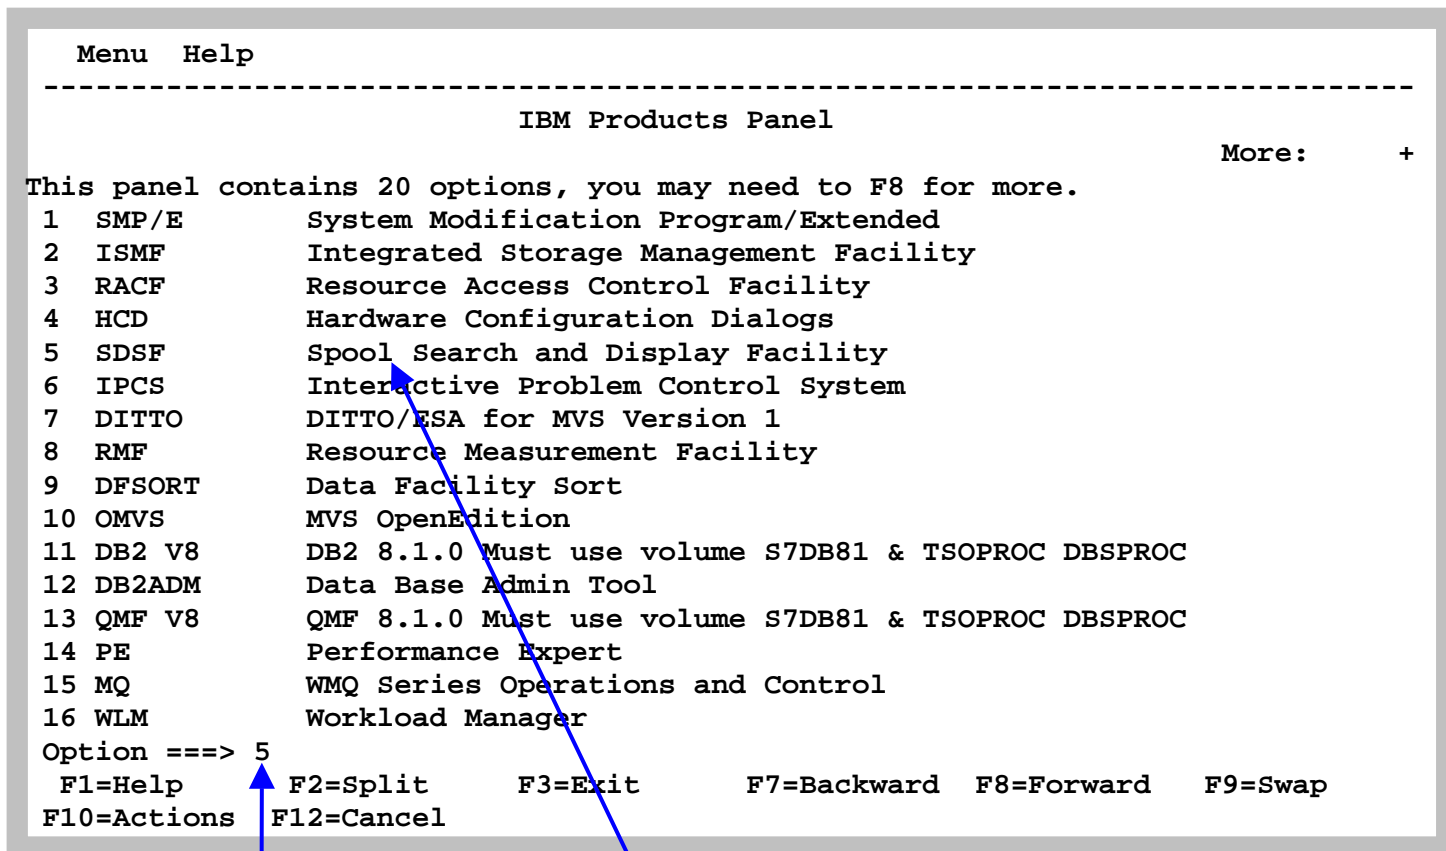 Menu  Help
-------------------------------------------------------------------------------
IBM Products Panel
More:     +
This panel contains 20 options, you may need to F8 for more.
1  SMP/E       System Modification Program/Extended
2  ISMF        Integrated Storage Management Facility
3  RACF        Resource Access Control Facility
4  HCD         Hardware Configuration Dialogs
5  SDSF        Spool Search and Display Facility
6  IPCS        Interactive Problem Control System
7  DITTO       DITTO/ESA for MVS Version 1
8  RMF         Resource Measurement Facility
9  DFSORT      Data Facility Sort
10 OMVS        MVS OpenEdition
11 DB2 V8      DB2 8.1.0 Must use volume S7DB81 & TSOPROC DBSPROC
12 DB2ADM      Data Base Admin Tool
13 QMF V8      QMF 8.1.0 Must use volume S7DB81 & TSOPROC DBSPROC
14 PE          Performance Expert
15 MQ          WMQ Series Operations and Control
16 WLM         Workload Manager
Option ===> 5
F1=Help      F2=Split     F3=Exit      F7=Backward  F8=Forward   F9=Swap
F10=Actions  F12=Cancel